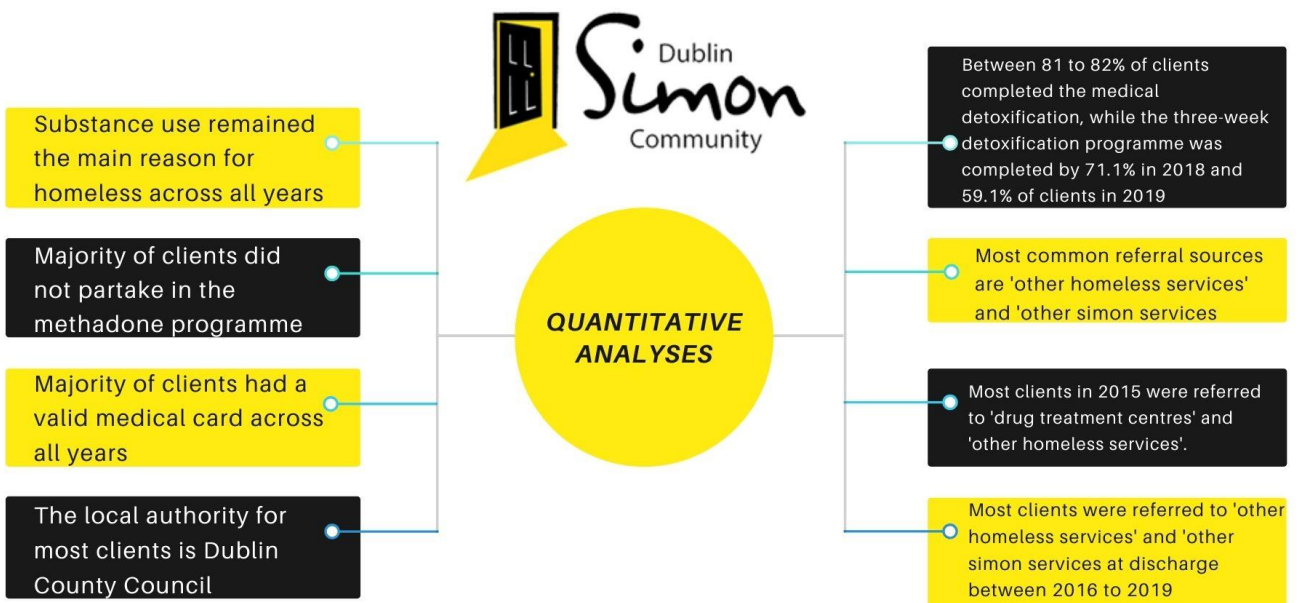 Dublin
Simon
Community
Substance use remained
the main reason for
homeless across all years
Majority of clients did
not partake in the
methadone programme
Majority of clients had a
valid medical card across
all years
The local authority for
most clients is Dublin
County Council
QUANTITATIVE
ANALYSES
Between 81 to 82% of clients
completed the medical
detoxification, while the three-week
detoxification programme was
completed by 71.1% in 2018 and
59.1% of clients in 2019
Most common referral sources
are 'other homeless services'
and 'other simon services
Most clients in 2015 were referred
to 'drug treatment centres' and
'other homeless services'.
Most clients were referred to 'other
homeless services' and 'other
simon services at discharge
between 2016 to 2019